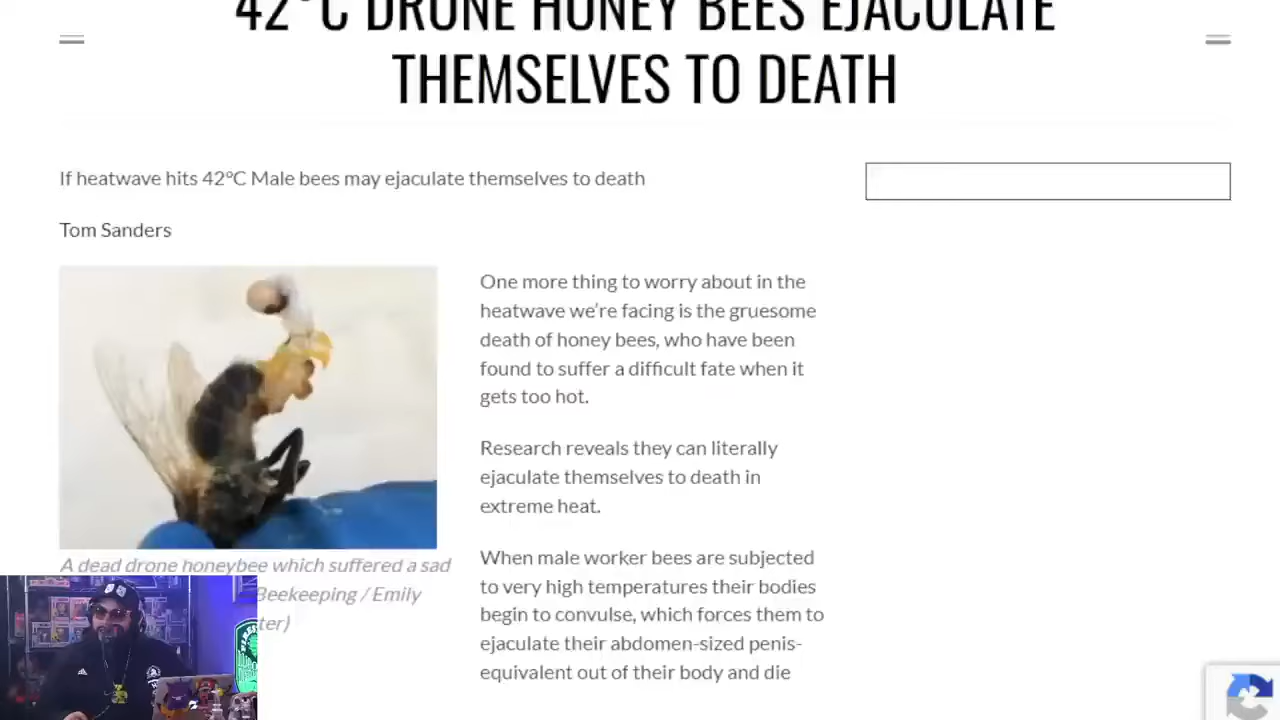 42°C DRONE HONEY BEES EJACULATE
THEMSELVES TO DEATH
If heatwave hits 42°C Male bees may ejaculate themselves to death
Tom Sanders
One more thing to worry about in the
heatwave we’re facing is the gruesome
death of honey bees, who have been
found to suffer a difficult fate when it
gets too hot.
Research reveals they can literally
ejaculate themselves to death in
extreme heat.
When male worker bees are subjected
to very high temperatures their bodies
begin to convulse, which forces them to
ejaculate their abdomen-sized penis-
equivalent out of their body and die
A dead drone honeybee which suffered a sad
Beekeeping / Emily
ter)